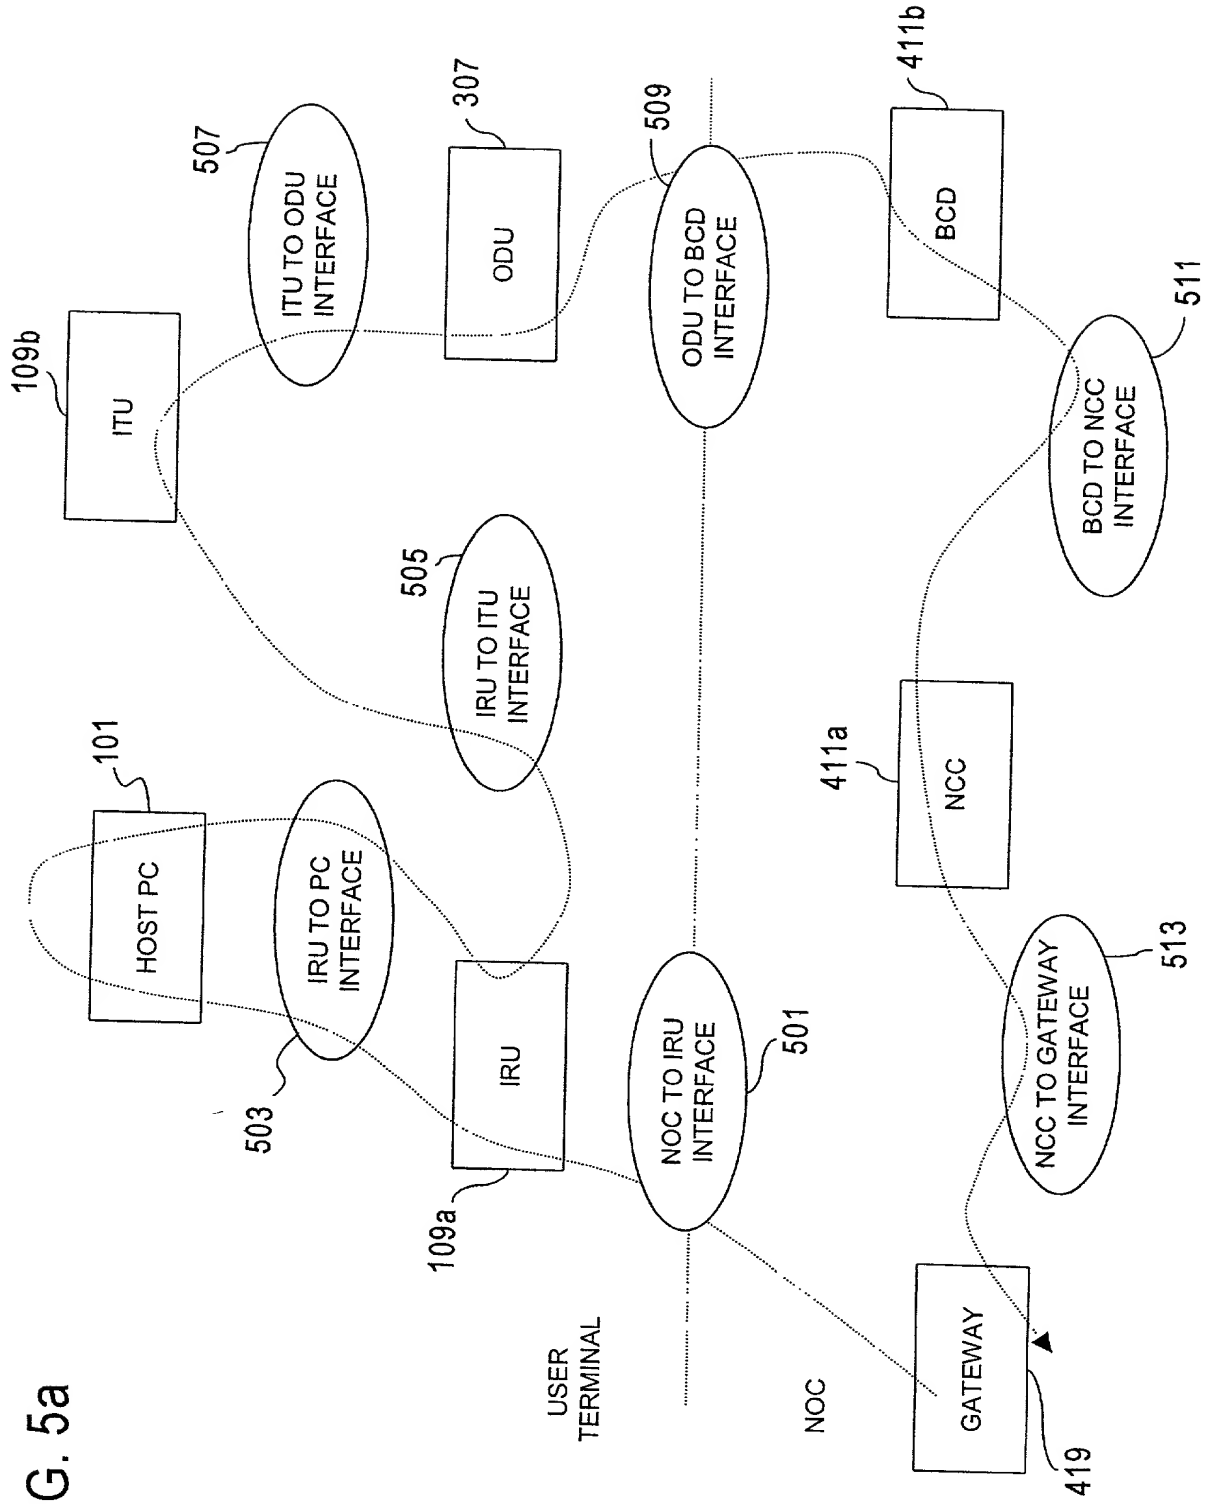 G. 5a
101
HOST PC
109b
ITU
503
IRU TO PC
INTERFACE
507
ITU TO ODU
INTERFACE
109a
IRU
505
IRU TO ITU
INTERFACE
307
ODU
USER
TERMINAL
NOC TO IRU
INTERFACE
501
509
ODU TO BCD
INTERFACE
NOC
411a
411b
GATEWAY
419
NCC
BCD
NCC TO GATEWAY
INTERFACE
513
BCD TO NCC
INTERFACE
511